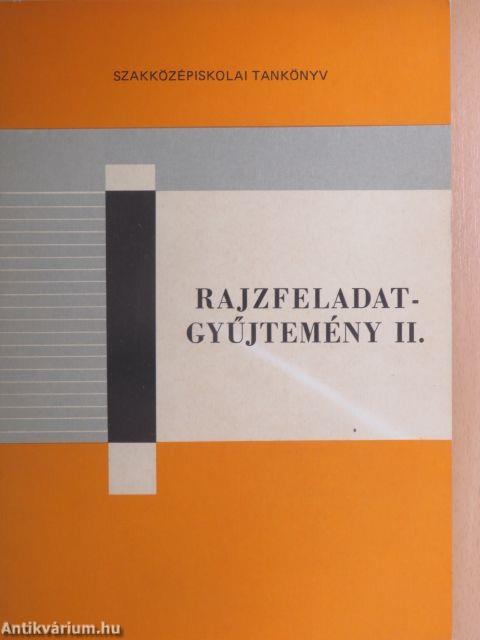 SZAKKÖZÉPISKOLAI TANKÖNYV
RAJZFELADAT-
GYŰJTEMÉNY II.
Antikvárium.hu